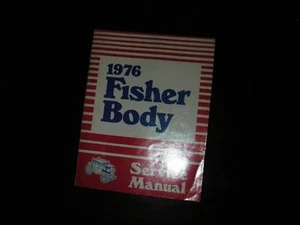 1976
Fisher
Body
Service
Manual